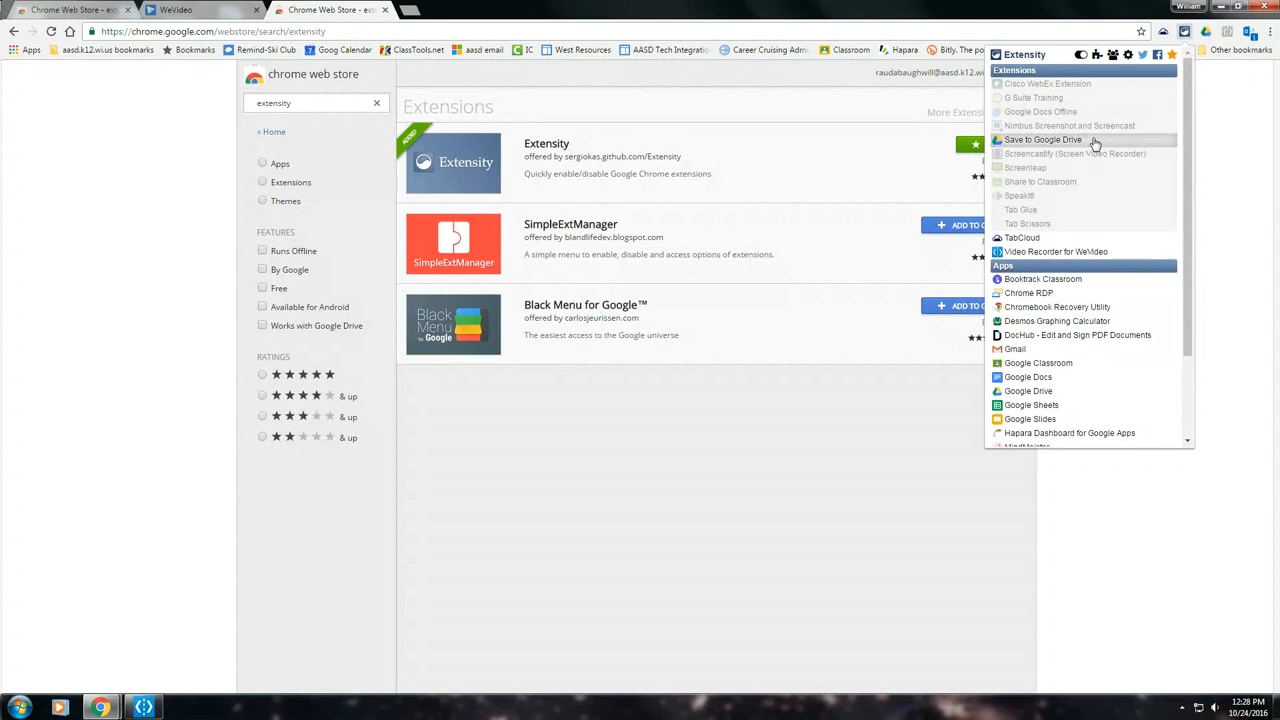 William
Chrome Web Store - ext
WeVideo
Chrome Web Store - ext
https://chrome.google.com/webstore/search/extensity
Apps
aasd.k12.wi.us bookmarks
Bookmarks
Remind-Ski Club
Goog Calendar
ClassTools.net
aasd gmail
IC
West Resources
AASD Tech Integrati
Career Cruising Adm
Classroom
Hapara
Bitly. The po
Other bookmarks
chrome web store
raudabaughwill@aasd.k12.w
extensity
Extensions
More Extensi
« Home
Apps
Extensions
Themes
FEATURES
Runs Offline
By Google
Free
Available for Android
Works with Google Drive
RATINGS
& up
& up
& up
ADDED
Extensity
Extensity
offered by sergiokas.github.com/Extensity
Quickly enable/disable Google Chrome extensions
SimpleExtManager
SimpleExtManager
offered by blandlifedev.blogspot.com
A simple menu to enable, disable and access options of extensions.
ADD TO C
BLACK
MENU
for Google
Black Menu for Google™
offered by carlosjeurissen.com
The easiest access to the Google universe
ADD TO C
Extensity
Extensions
Cisco WebEx Extension
G Suite Training
Google Docs Offline
Nimbus Screenshot and Screencast
Save to Google Drive
Screencastify (Screen Video Recorder)
Screenleap
Share to Classroom
SpeakIt!
Tab Glue
Tab Scissors
TabCloud
Video Recorder for WeVideo
Apps
Booktrack Classroom
Chrome RDP
Chromebook Recovery Utility
Desmos Graphing Calculator
DocHub - Edit and Sign PDF Documents
Gmail
Google Classroom
Google Docs
Google Drive
Google Sheets
Google Slides
Hapara Dashboard for Google Apps
MindMeister
12:28 PM
10/24/2016